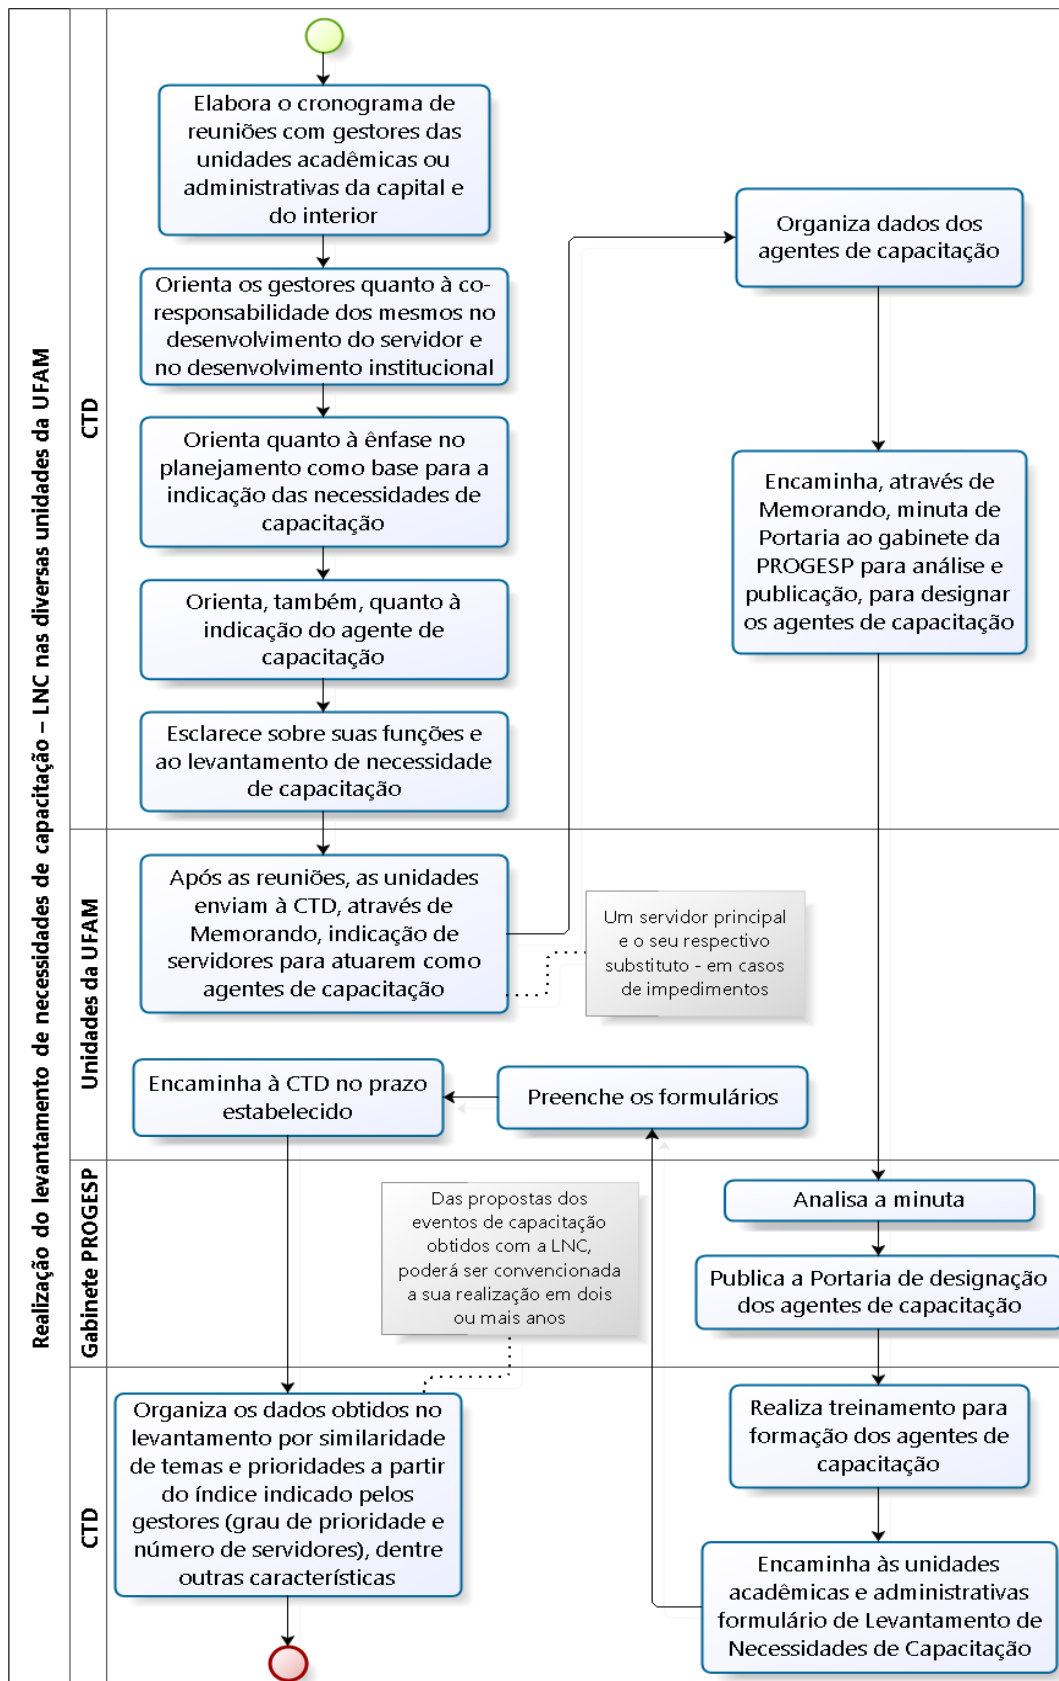 Realização do levantamento de necessidades de capacitação – LNC nas diversas unidades da UFAM
CTD
Elabora o cronograma de
reuniões com gestores das
unidades acadêmicas ou
administrativas da capital e
do interior
Orienta os gestores quanto à co-
responsabilidade dos mesmos no
desenvolvimento do servidor e
no desenvolvimento institucional
Orienta quanto à ênfase no
planejamento como base para a
indicação das necessidades de
capacitação
Orienta, também, quanto à
indicação do agente de
capacitação
Esclarece sobre suas funções e
ao levantamento de necessidade
de capacitação
Organiza dados dos
agentes de capacitação
Encaminha, através de
Memorando, minuta de
Portaria ao gabinete da
PROGESP para análise e
publicação, para designar
os agentes de capacitação
Unidades da UFAM
Após as reuniões, as unidades
enviam à CTD, através de
Memorando, indicação de
servidores para atuarem como
agentes de capacitação
Um servidor principal
e o seu respectivo
substituto - em casos
de impedimentos
Encaminha à CTD no prazo
estabelecido
Preenche os formulários
Gabinete PROGESP
Das propostas dos
eventos de capacitação
obtidos com a LNC,
poderá ser convencionada
a sua realização em dois
ou mais anos
Analisa a minuta
Publica a Portaria de designação
dos agentes de capacitação
CTD
Organiza os dados obtidos no
levantamento por similaridade
de temas e prioridades a partir
do índice indicado pelos
gestores (grau de prioridade e
número de servidores), dentre
outras características
Realiza treinamento para
formação dos agentes de
capacitação
Encaminha às unidades
acadêmicas e administrativas
formulário de Levantamento de
Necessidades de Capacitação